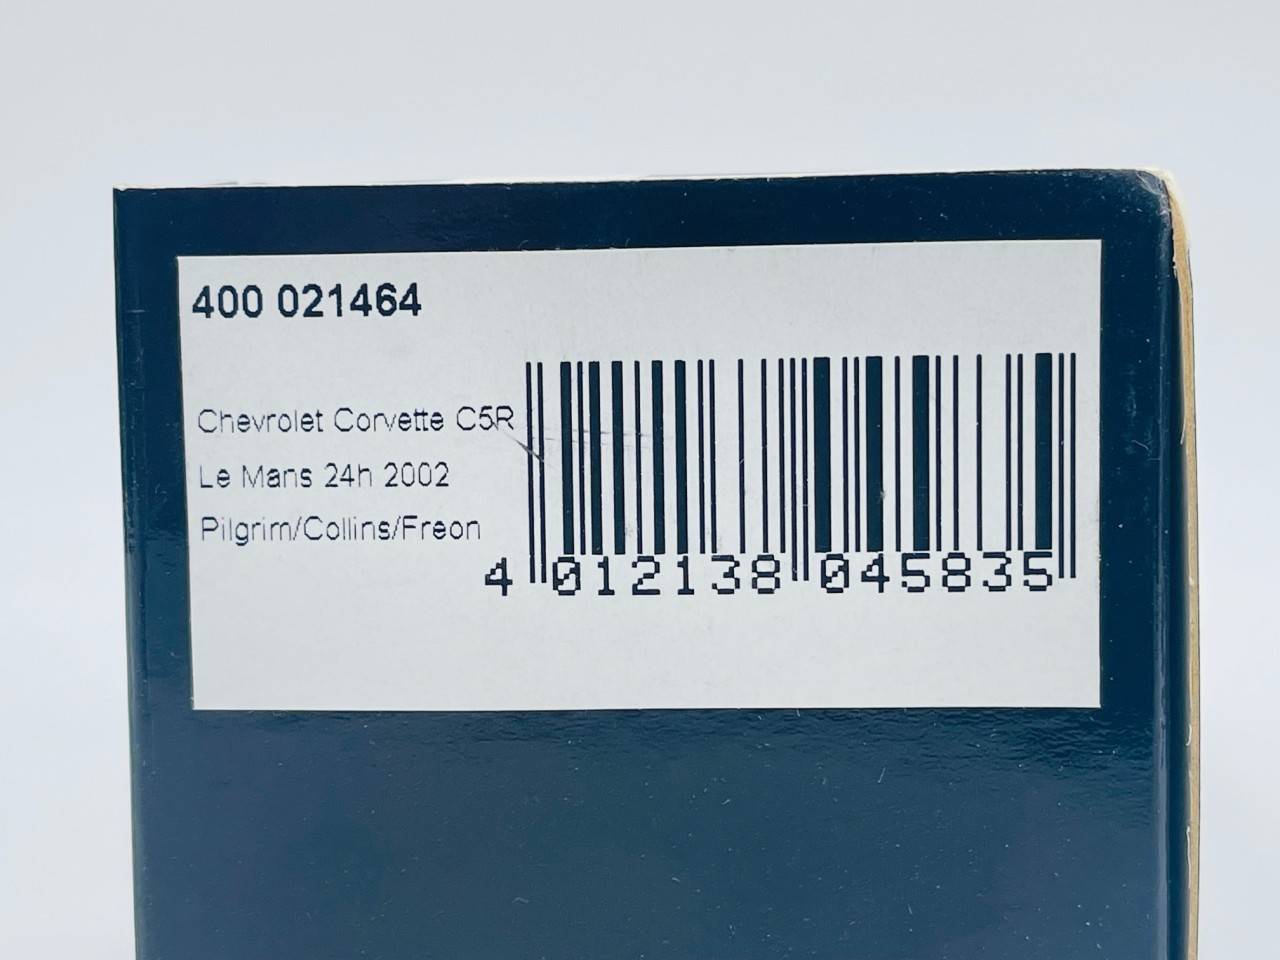 400 021464
Chevrolet Corvette C5R
Le Mans 24h 2002
Pilgrim/Collins/Freon
4 012138 045835